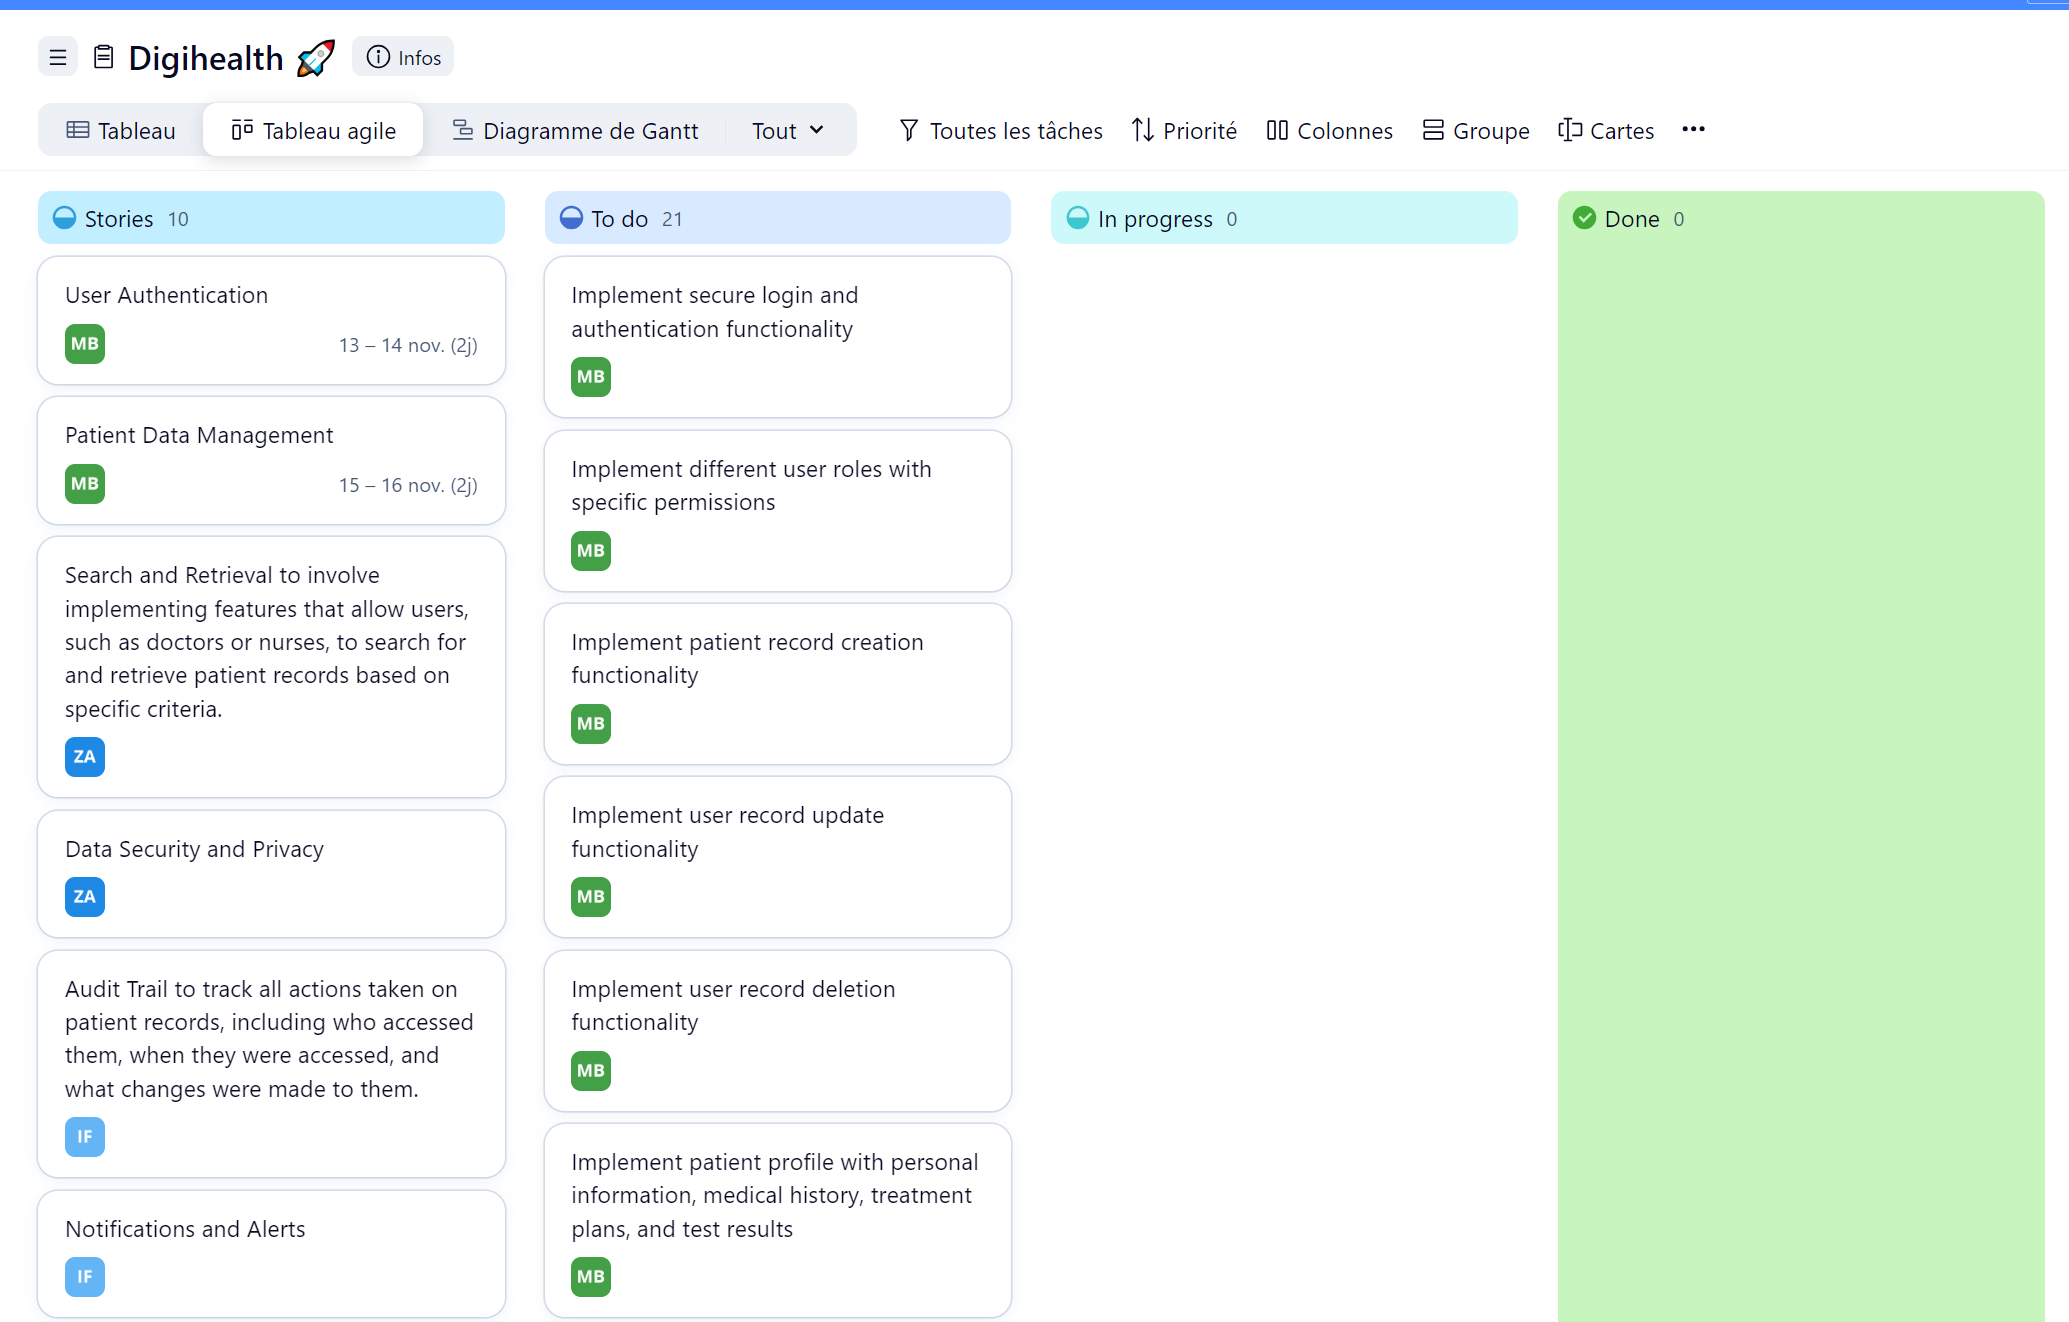 Digihealth 🚀
Infos
Tableau
Tableau agile
Diagramme de Gantt
Tout
Toutes les tâches
Priorité
Colonnes
Groupe
Cartes
Stories 10
User Authentication
MB
13 – 14 nov. (2j)
Patient Data Management
MB
15 – 16 nov. (2j)
Search and Retrieval to involve
implementing features that allow users,
such as doctors or nurses, to search for
and retrieve patient records based on
specific criteria.
ZA
Data Security and Privacy
ZA
Audit Trail to track all actions taken on
patient records, including who accessed
them, when they were accessed, and
what changes were made to them.
IF
Notifications and Alerts
IF
To do 21
Implement secure login and
authentication functionality
MB
Implement different user roles with
specific permissions
MB
Implement patient record creation
functionality
MB
Implement user record update
functionality
MB
Implement user record deletion
functionality
MB
Implement patient profile with personal
information, medical history, treatment
plans, and test results
MB
In progress 0
Done 0